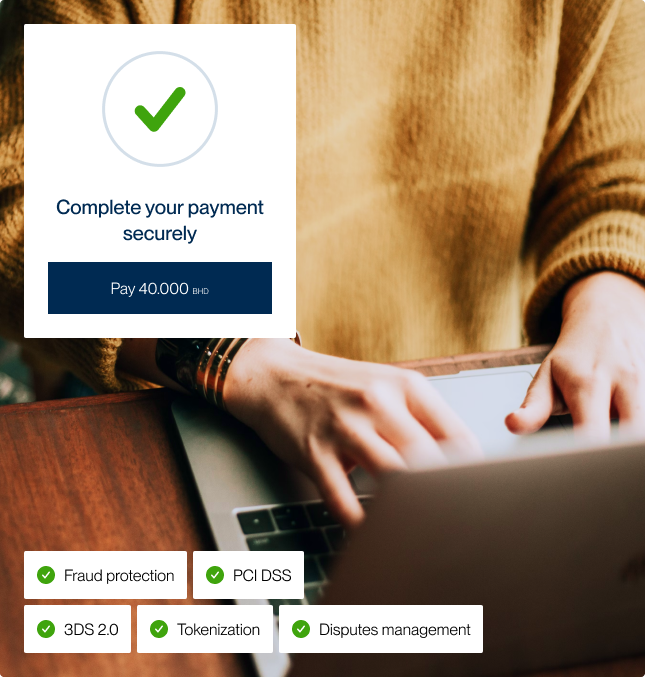 Complete your payment
securely
Pay 40.000 BHD
Fraud protection
PCI DSS
3DS 2.0
Tokenization
Disputes management